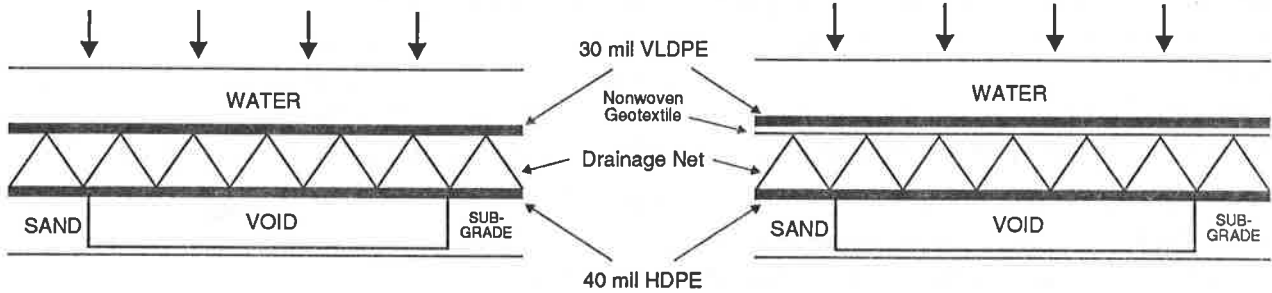 30 mil VLDPE
WATER
Nonwoven
Geotextile
WATER
Drainage Net
SAND
VOID
SUB-
GRADE
SAND
VOID
SUB-
GRADE
40 mil HDPE